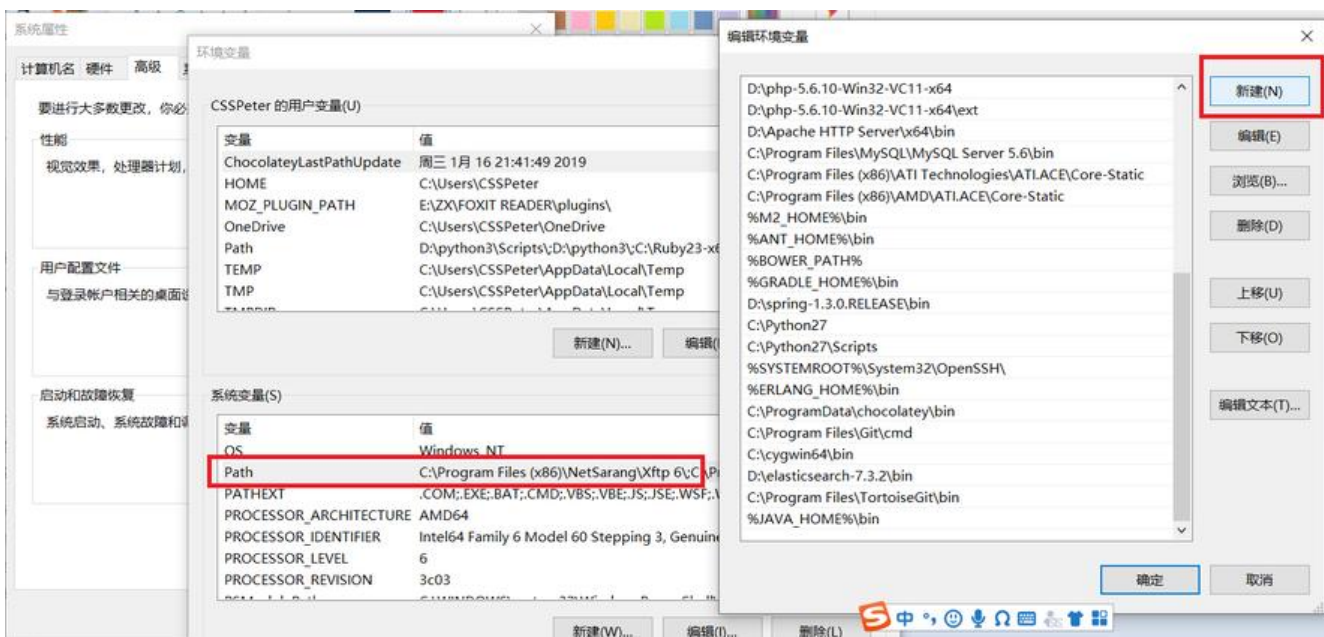 系统属性
计算机名 硬件 高级
要进行大多数更改，你必
性能
视觉效果，处理器计划，
用户配置文件
与登录帐户相关的桌面设
启动和故障恢复
系统启动、系统故障和调
环境变量
CSSPeter 的用户变量(U)
变量 值
ChocolateyLastPathUpdate 周三 1月 16 21:41:49 2019
HOME C:\Users\CSSPeter
MOZ_PLUGIN_PATH E:\ZX\FOXIT READER\plugins\
OneDrive C:\Users\CSSPeter\OneDrive
Path D:\python3\Scripts\;D:\python3\;C:\Ruby23-x6
TEMP C:\Users\CSSPeter\AppData\Local\Temp
TMP C:\Users\CSSPeter\AppData\Local\Temp
新建(N)... 编辑(
系统变量(S)
变量 值
OS Windows_NT
Path C:\Program Files (x86)\NetSarang\Xftp 6\;C:\Pr
PATHEXT .COM;.EXE;.BAT;.CMD;.VBS;.VBE;.JS;.JSE;.WSF;.
PROCESSOR_ARCHITECTURE AMD64
PROCESSOR_IDENTIFIER Intel64 Family 6 Model 60 Stepping 3, Genuine
PROCESSOR_LEVEL 6
PROCESSOR_REVISION 3c03
新建(W)... 编辑(I)... 删除(L)
编辑环境变量
D:\php-5.6.10-Win32-VC11-x64
D:\php-5.6.10-Win32-VC11-x64\ext
D:\Apache HTTP Server\x64\bin
C:\Program Files\MySQL\MySQL Server 5.6\bin
C:\Program Files (x86)\ATI Technologies\ATI.ACE\Core-Static
C:\Program Files (x86)\AMD\ATI.ACE\Core-Static
%M2_HOME%\bin
%ANT_HOME%\bin
%BOWER_PATH%
%GRADLE_HOME%\bin
D:\spring-1.3.0.RELEASE\bin
C:\Python27
C:\Python27\Scripts
%SYSTEMROOT%\System32\OpenSSH\
%ERLANG_HOME%\bin
C:\ProgramData\chocolatey\bin
C:\Program Files\Git\cmd
C:\cygwin64\bin
D:\elasticsearch-7.3.2\bin
C:\Program Files\TortoiseGit\bin
%JAVA_HOME%\bin
新建(N)
编辑(E)
浏览(B)...
删除(D)
上移(U)
下移(O)
编辑文本(T)...
确定 取消
中